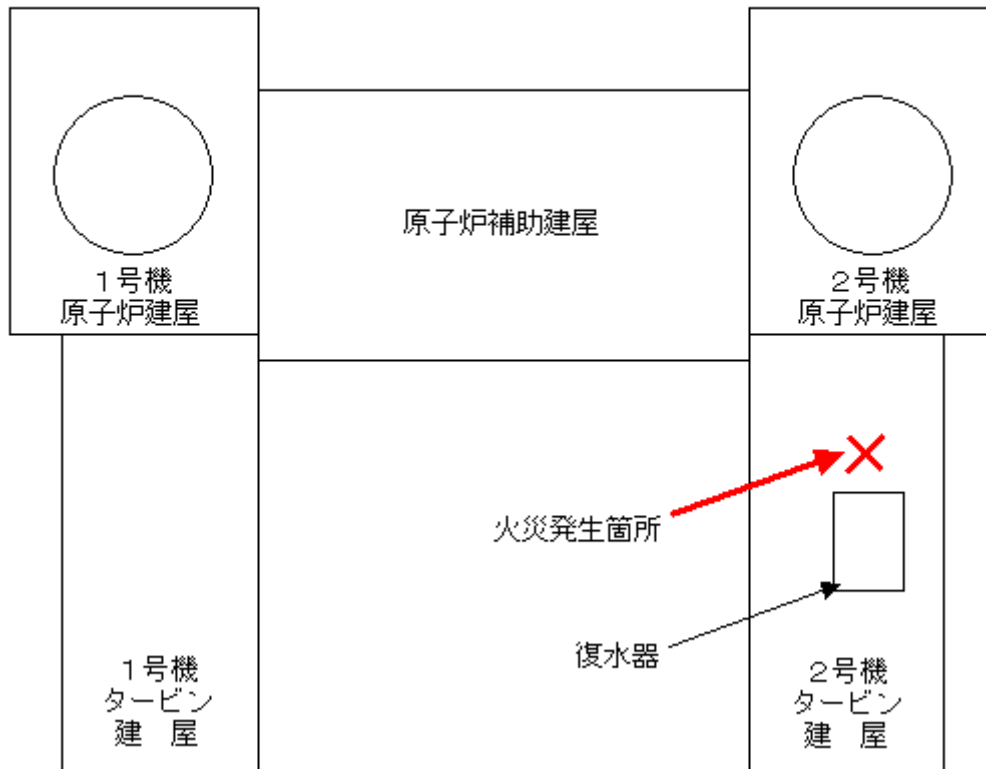 原子炉補助建屋
１号機
原子炉建屋
２号機
原子炉建屋
火災発生箇所
復水器
１号機
タービン
建　屋
２号機
タービン
建　屋